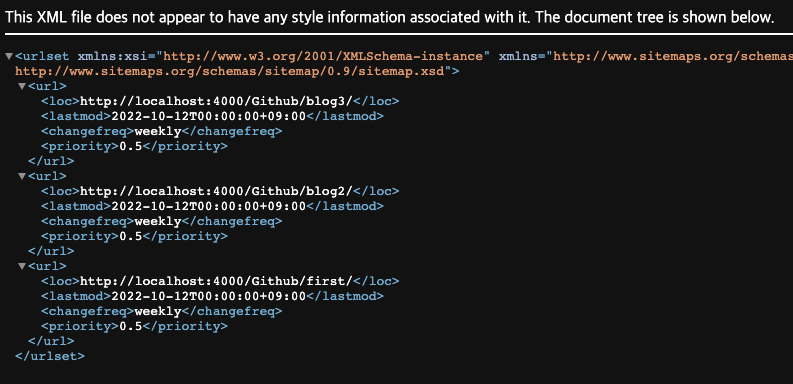 This XML file does not appear to have any style information associated with it. The document tree is shown below.
<urlset xmlns:xsi="http://www.w3.org/2001/XMLSchema-instance" xmlns="http://www.sitemaps.org/schemas
http://www.sitemaps.org/schemas/sitemap/0.9/sitemap.xsd">
<url>
<loc>http://localhost:4000/Github/blog3/</loc>
<lastmod>2022-10-12T00:00:00+09:00</lastmod>
<changefreq>weekly</changefreq>
<priority>0.5</priority>
</url>
<url>
<loc>http://localhost:4000/Github/blog2/</loc>
<lastmod>2022-10-12T00:00:00+09:00</lastmod>
<changefreq>weekly</changefreq>
<priority>0.5</priority>
</url>
<url>
<loc>http://localhost:4000/Github/first/</loc>
<lastmod>2022-10-12T00:00:00+09:00</lastmod>
<changefreq>weekly</changefreq>
<priority>0.5</priority>
</url>
</urlset>